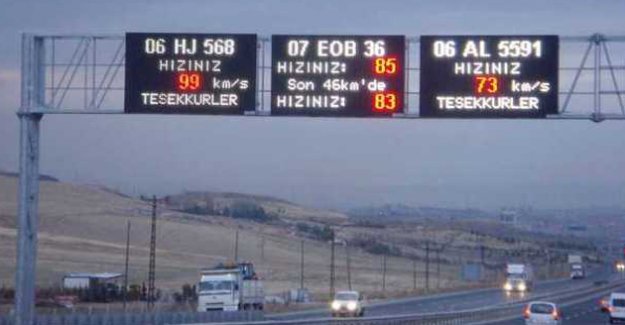 06 HJ 568
HIZINIZ
99 km/s
TESEKKURLER
07 EOB 36
HIZINIZ: 85
Son 46km'de
HIZINIZ: 83
06 AL 5591
HIZINIZ
73 km/s
TESEKKURLER